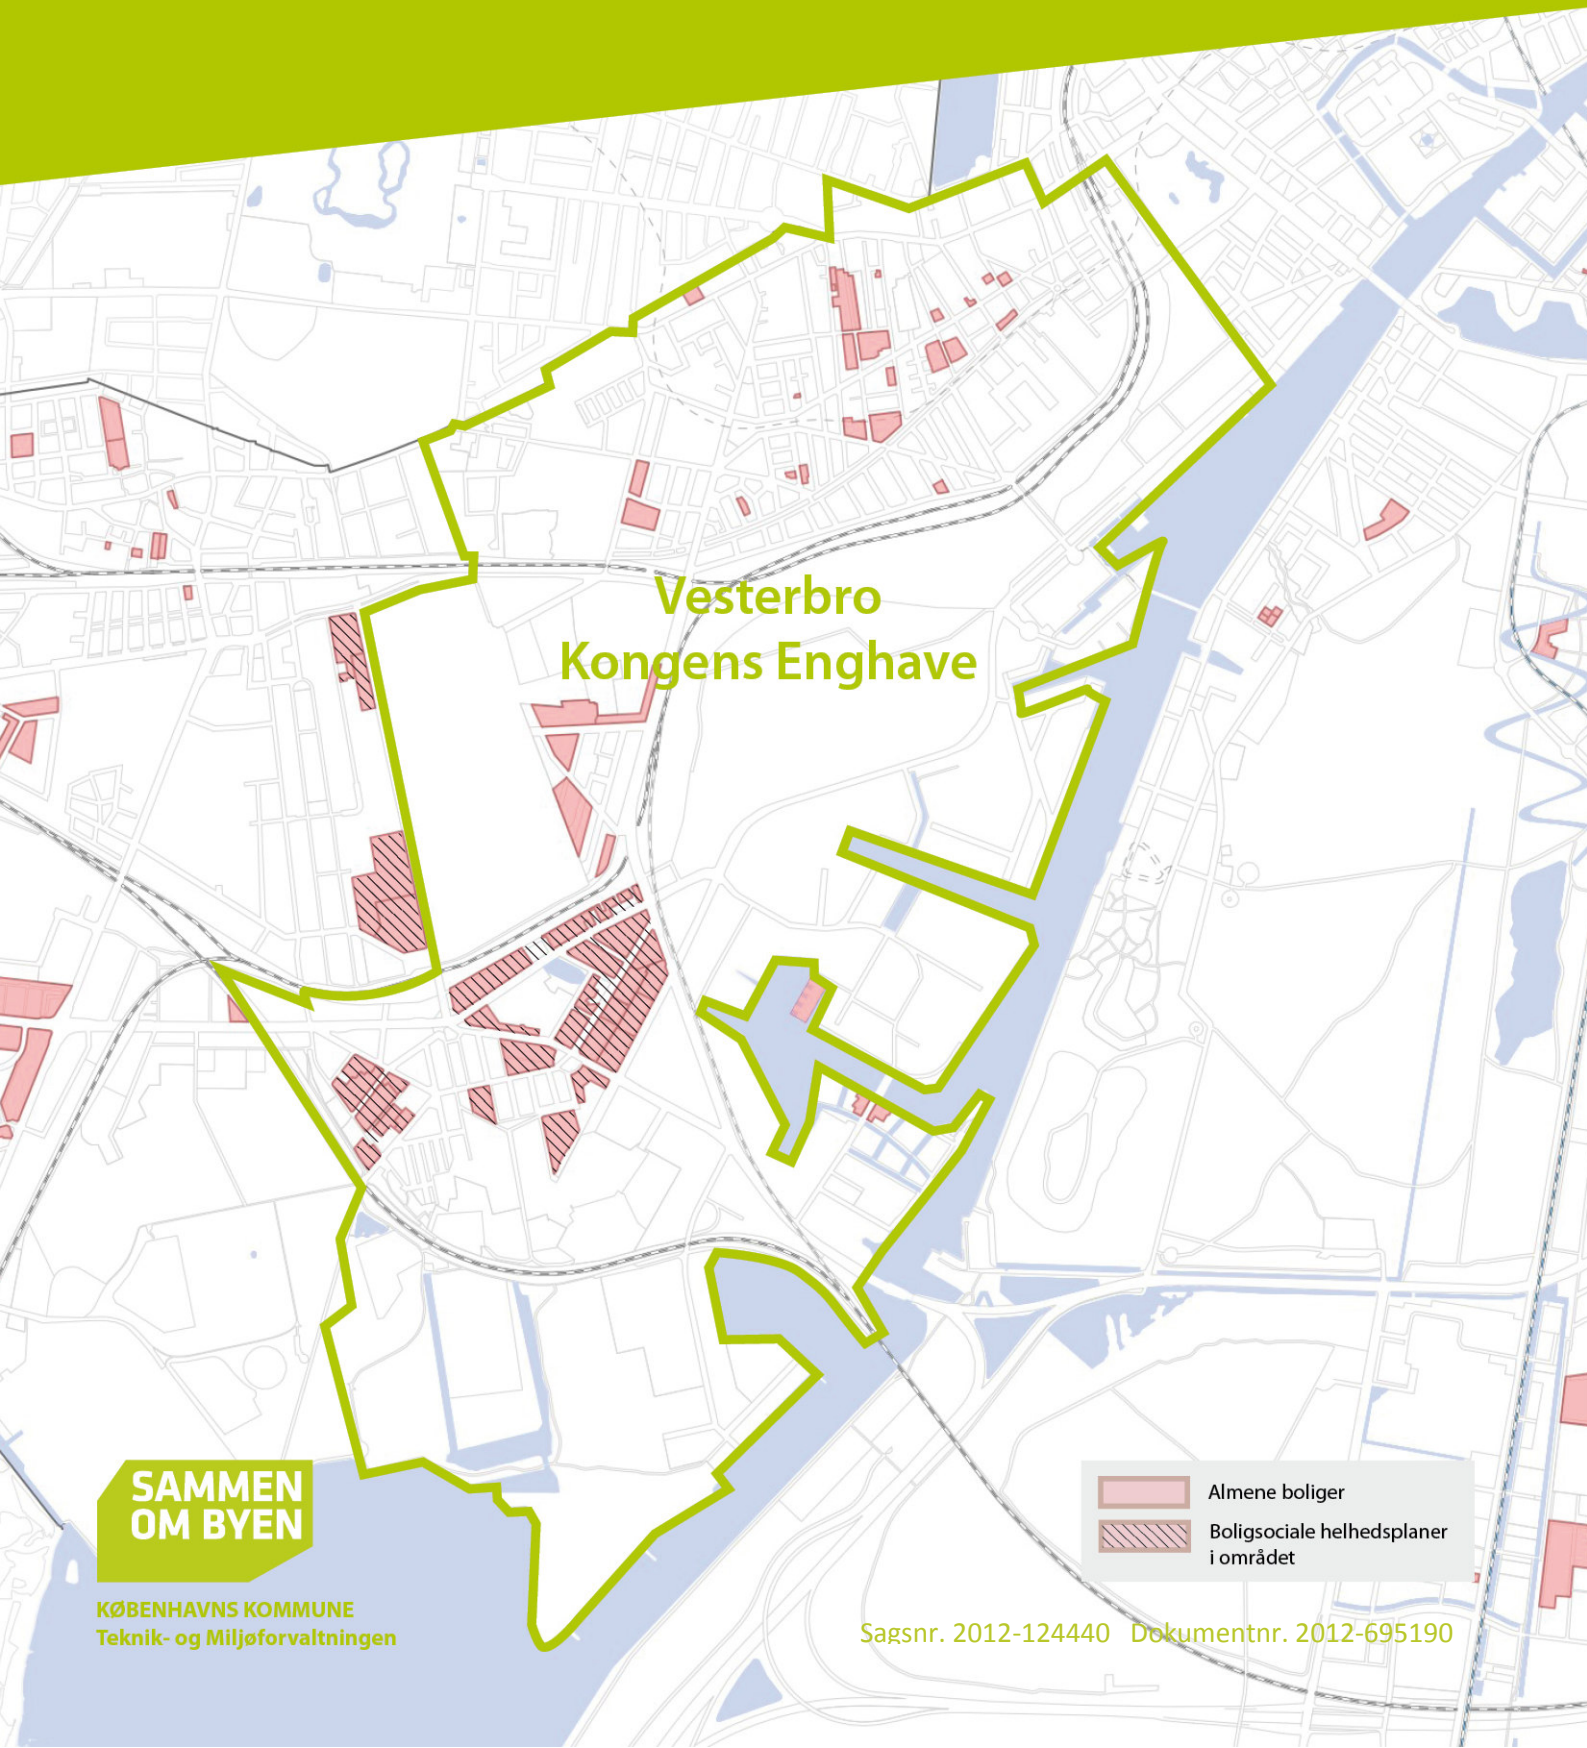 Vesterbro
Kongens Enghave
SAMMEN
OM BYEN
KØBENHAVNS KOMMUNE
Teknik- og Miljøforvaltningen
Almene boliger
Boligsociale helhedsplaner
i området
Sagsnr. 2012-124440 Dokumentnr. 2012-695190